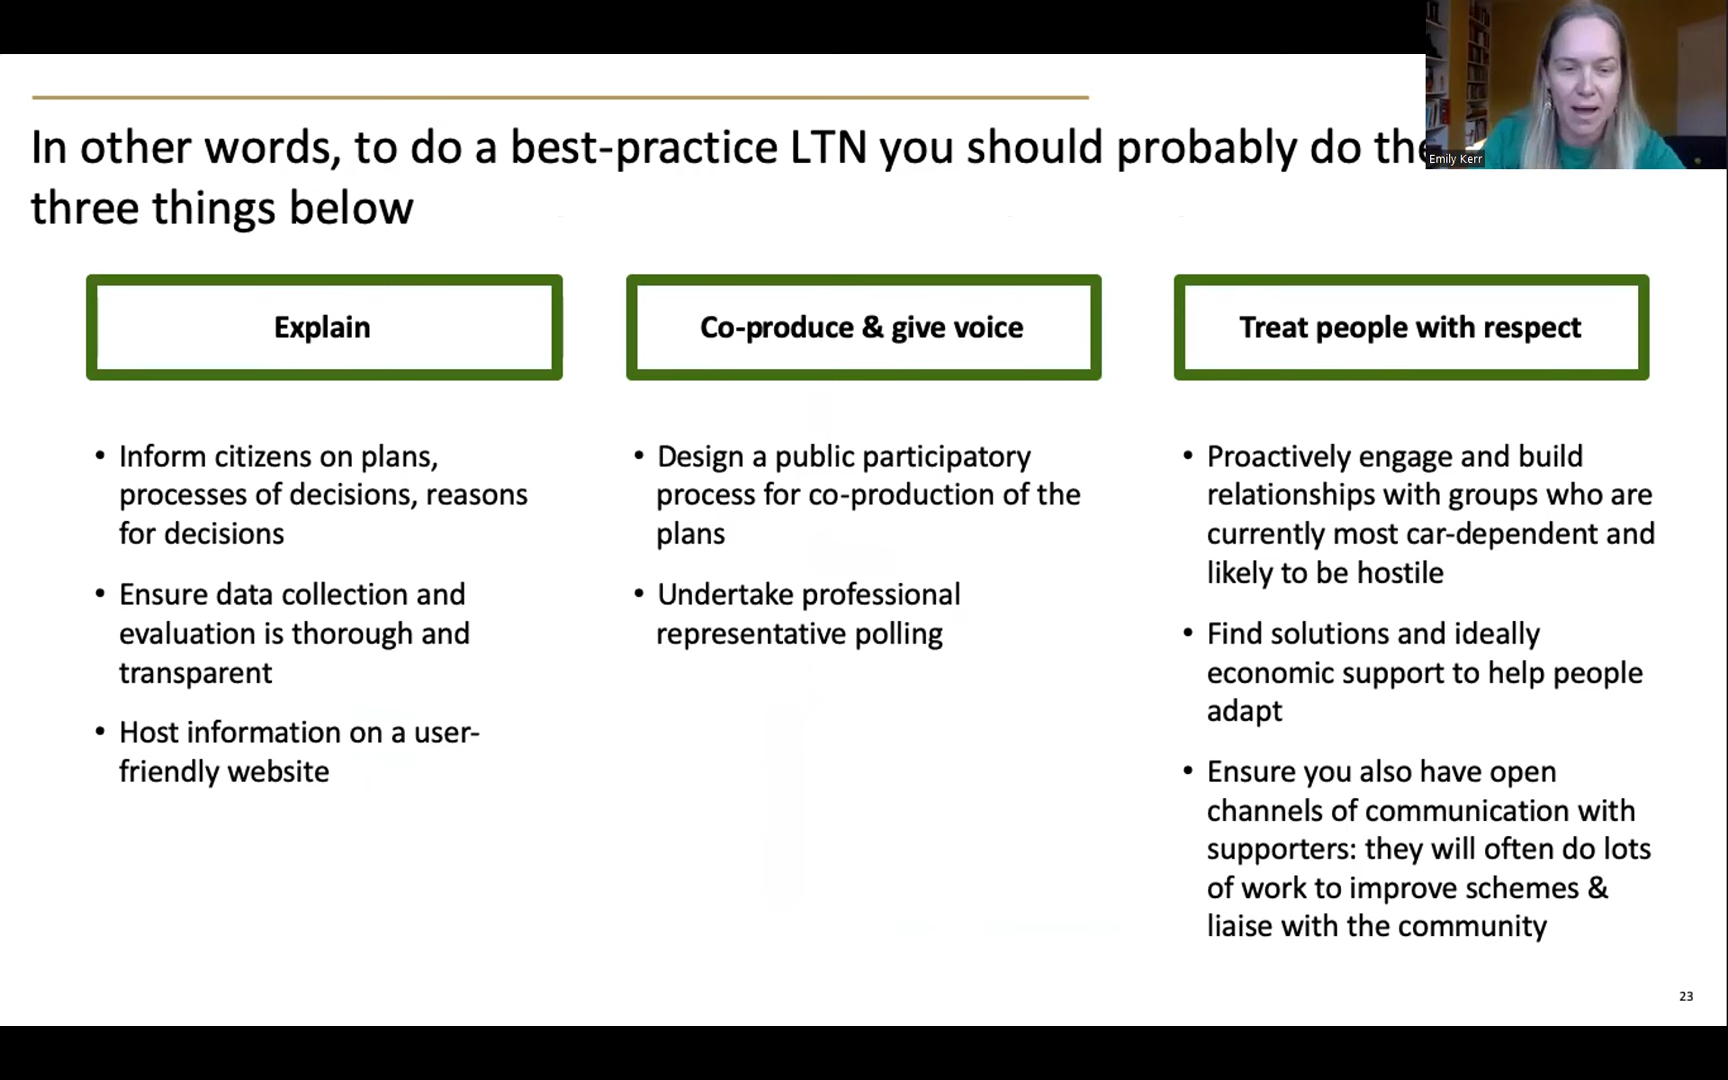 In other words, to do a best-practice LTN you should probably do the
three things below
Emily Kerr
Explain
Co-produce & give voice
Treat people with respect
• Inform citizens on plans,
processes of decisions, reasons
for decisions
• Ensure data collection and
evaluation is thorough and
transparent
• Host information on a user-
friendly website
• Design a public participatory
process for co-production of the
plans
• Undertake professional
representative polling
• Proactively engage and build
relationships with groups who are
currently most car-dependent and
likely to be hostile
• Find solutions and ideally
economic support to help people
adapt
• Ensure you also have open
channels of communication with
supporters: they will often do lots
of work to improve schemes &
liaise with the community
23